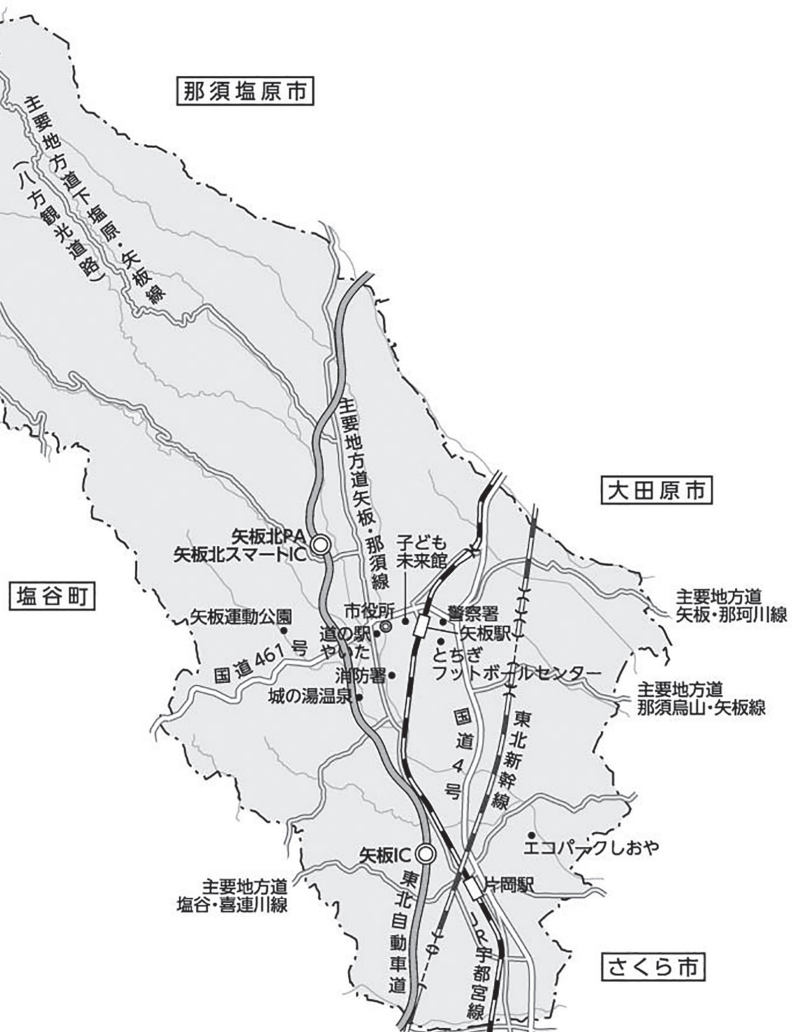 那須塩原市
主要地方道下塩原・矢板線
(八方観光道路)
主要地方道矢板・那須線
大田原市
矢板北PA
矢板北スマートIC
子ども
未来館
塩谷町
主要地方道
矢板・那珂川線
矢板運動公園
市役所
警察署
道の駅
やいた
矢板駅
国道461号
とちぎ
フットボールセンター
消防署
城の湯温泉
主要地方道
那須烏山・矢板線
国道4号
東北新幹線
エコパークしおや
矢板IC
主要地方道
塩谷・喜連川線
片岡駅
東北自動車道
JR宇都宮線
さくら市